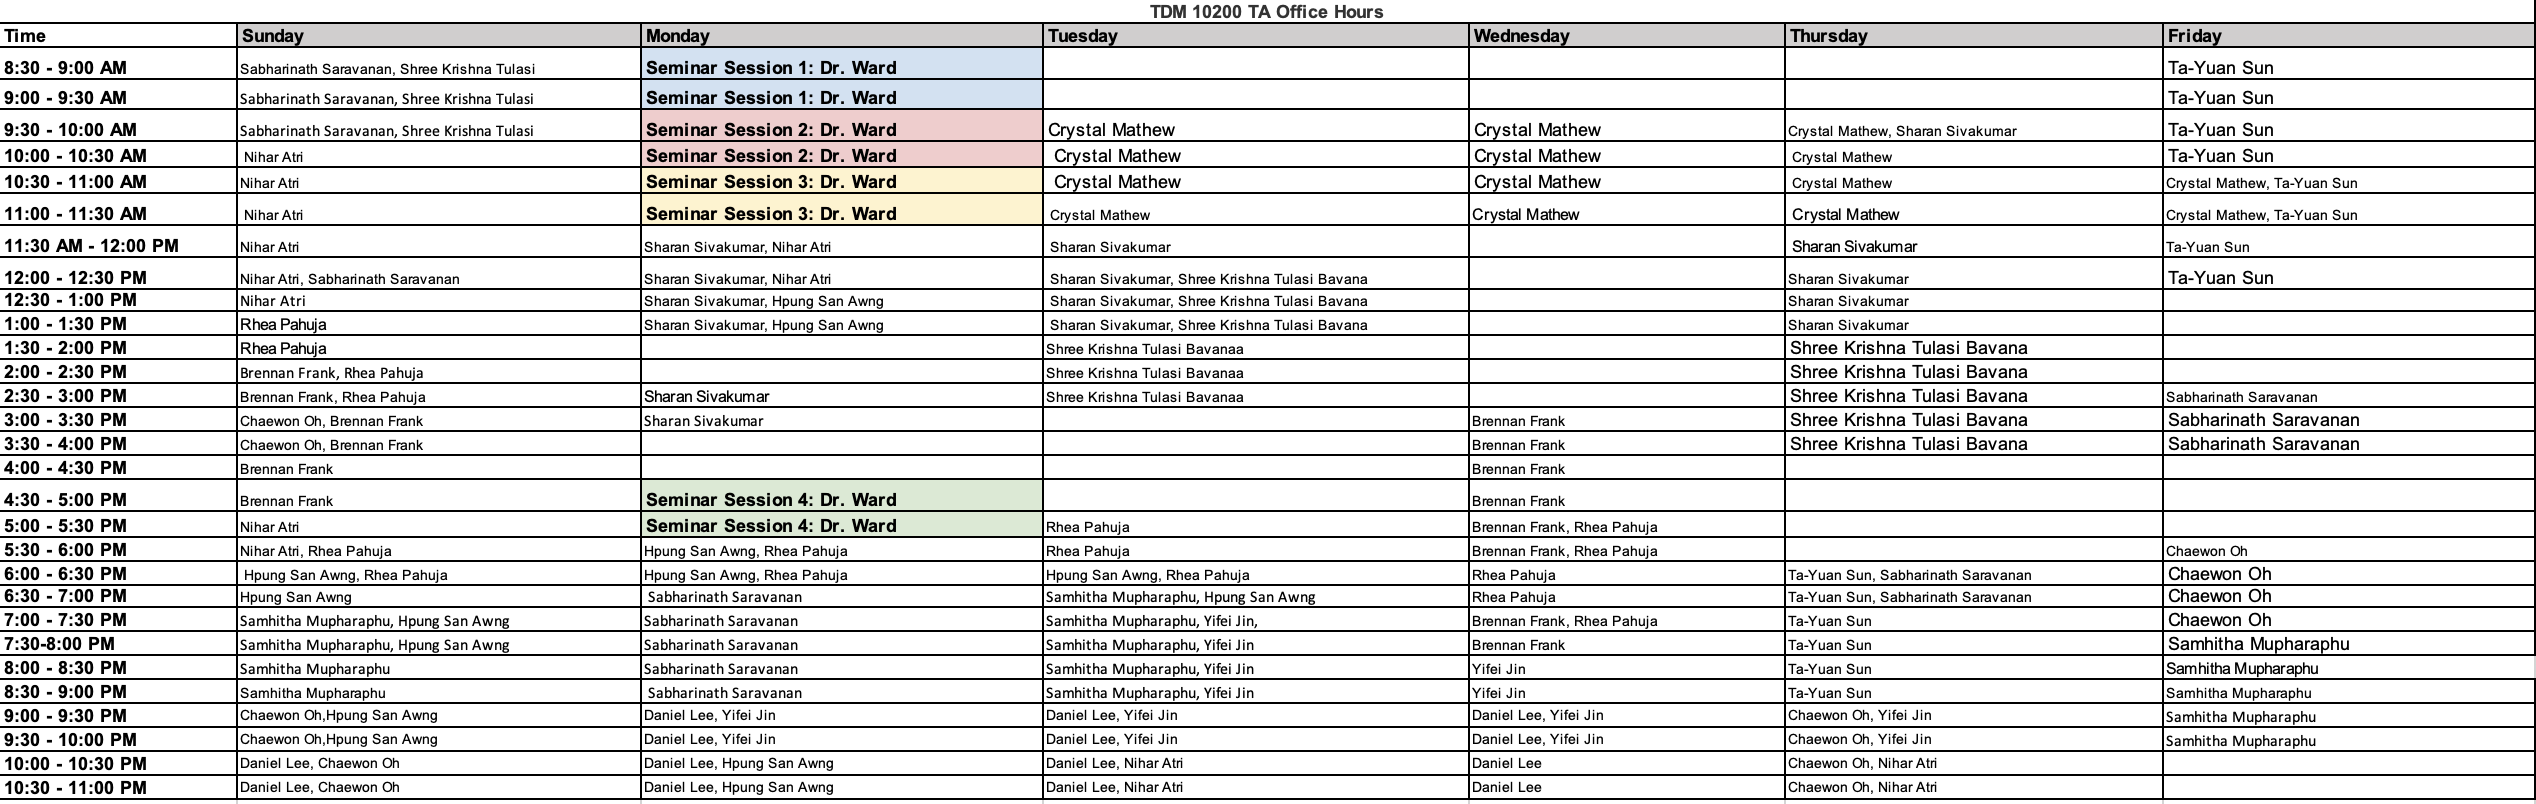 TDM 10200 TA Office Hours
Time Sunday Monday Tuesday Wednesday Thursday Friday
8:30 - 9:00 AM Sabharinath Saravanan, Shree Krishna Tulasi Seminar Session 1: Dr. Ward Ta-Yuan Sun
9:00 - 9:30 AM Sabharinath Saravanan, Shree Krishna Tulasi Seminar Session 1: Dr. Ward Ta-Yuan Sun
9:30 - 10:00 AM Sabharinath Saravanan, Shree Krishna Tulasi Seminar Session 2: Dr. Ward Crystal Mathew Crystal Mathew Crystal Mathew, Sharan Sivakumar Ta-Yuan Sun
10:00 - 10:30 AM Nihar Atri Seminar Session 2: Dr. Ward Crystal Mathew Crystal Mathew Crystal Mathew Ta-Yuan Sun
10:30 - 11:00 AM Nihar Atri Seminar Session 3: Dr. Ward Crystal Mathew Crystal Mathew Crystal Mathew Crystal Mathew, Ta-Yuan Sun
11:00 - 11:30 AM Nihar Atri Seminar Session 3: Dr. Ward Crystal Mathew Crystal Mathew Crystal Mathew Crystal Mathew, Ta-Yuan Sun
11:30 AM - 12:00 PM Nihar Atri Sharan Sivakumar, Nihar Atri Sharan Sivakumar Sharan Sivakumar Ta-Yuan Sun
12:00 - 12:30 PM Nihar Atri, Sabharinath Saravanan Sharan Sivakumar, Nihar Atri Sharan Sivakumar, Shree Krishna Tulasi Bavana Sharan Sivakumar Ta-Yuan Sun
12:30 - 1:00 PM Nihar Atri Sharan Sivakumar, Hpung San Awng Sharan Sivakumar, Shree Krishna Tulasi Bavana Sharan Sivakumar
1:00 - 1:30 PM Rhea Pahuja Sharan Sivakumar, Hpung San Awng Sharan Sivakumar, Shree Krishna Tulasi Bavana Sharan Sivakumar
1:30 - 2:00 PM Rhea Pahuja Shree Krishna Tulasi Bavanaa Shree Krishna Tulasi Bavana
2:00 - 2:30 PM Brennan Frank, Rhea Pahuja Shree Krishna Tulasi Bavanaa Shree Krishna Tulasi Bavana
2:30 - 3:00 PM Brennan Frank, Rhea Pahuja Sharan Sivakumar Shree Krishna Tulasi Bavanaa Shree Krishna Tulasi Bavana Sabharinath Saravanan
3:00 - 3:30 PM Chaewon Oh, Brennan Frank Sharan Sivakumar Brennan Frank Shree Krishna Tulasi Bavana Sabharinath Saravanan
3:30 - 4:00 PM Chaewon Oh, Brennan Frank Brennan Frank Shree Krishna Tulasi Bavana Sabharinath Saravanan
4:00 - 4:30 PM Brennan Frank Brennan Frank
4:30 - 5:00 PM Brennan Frank Seminar Session 4: Dr. Ward Brennan Frank
5:00 - 5:30 PM Nihar Atri Seminar Session 4: Dr. Ward Rhea Pahuja Brennan Frank, Rhea Pahuja
5:30 - 6:00 PM Nihar Atri, Rhea Pahuja Hpung San Awng, Rhea Pahuja Rhea Pahuja Brennan Frank, Rhea Pahuja Chaewon Oh
6:00 - 6:30 PM Hpung San Awng, Rhea Pahuja Hpung San Awng, Rhea Pahuja Hpung San Awng, Rhea Pahuja Rhea Pahuja Ta-Yuan Sun, Sabharinath Saravanan Chaewon Oh
6:30 - 7:00 PM Hpung San Awng Sabharinath Saravanan Samhitha Mupharaphu, Hpung San Awng Rhea Pahuja Ta-Yuan Sun, Sabharinath Saravanan Chaewon Oh
7:00 - 7:30 PM Samhitha Mupharaphu, Hpung San Awng Sabharinath Saravanan Samhitha Mupharaphu, Yifei Jin, Brennan Frank, Rhea Pahuja Ta-Yuan Sun Chaewon Oh
7:30-8:00 PM Samhitha Mupharaphu, Hpung San Awng Sabharinath Saravanan Samhitha Mupharaphu, Yifei Jin Brennan Frank Ta-Yuan Sun Samhitha Mupharaphu
8:00 - 8:30 PM Samhitha Mupharaphu Sabharinath Saravanan Samhitha Mupharaphu, Yifei Jin Yifei Jin Ta-Yuan Sun Samhitha Mupharaphu
8:30 - 9:00 PM Samhitha Mupharaphu Sabharinath Saravanan Samhitha Mupharaphu, Yifei Jin Yifei Jin Ta-Yuan Sun Samhitha Mupharaphu
9:00 - 9:30 PM Chaewon Oh,Hpung San Awng Daniel Lee, Yifei Jin Daniel Lee, Yifei Jin Daniel Lee, Yifei Jin Chaewon Oh, Yifei Jin Samhitha Mupharaphu
9:30 - 10:00 PM Chaewon Oh,Hpung San Awng Daniel Lee, Yifei Jin Daniel Lee, Yifei Jin Daniel Lee, Yifei Jin Chaewon Oh, Yifei Jin Samhitha Mupharaphu
10:00 - 10:30 PM Daniel Lee, Chaewon Oh Daniel Lee, Hpung San Awng Daniel Lee, Nihar Atri Daniel Lee Chaewon Oh, Nihar Atri
10:30 - 11:00 PM Daniel Lee, Chaewon Oh Daniel Lee, Hpung San Awng Daniel Lee, Nihar Atri Daniel Lee Chaewon Oh, Nihar Atri